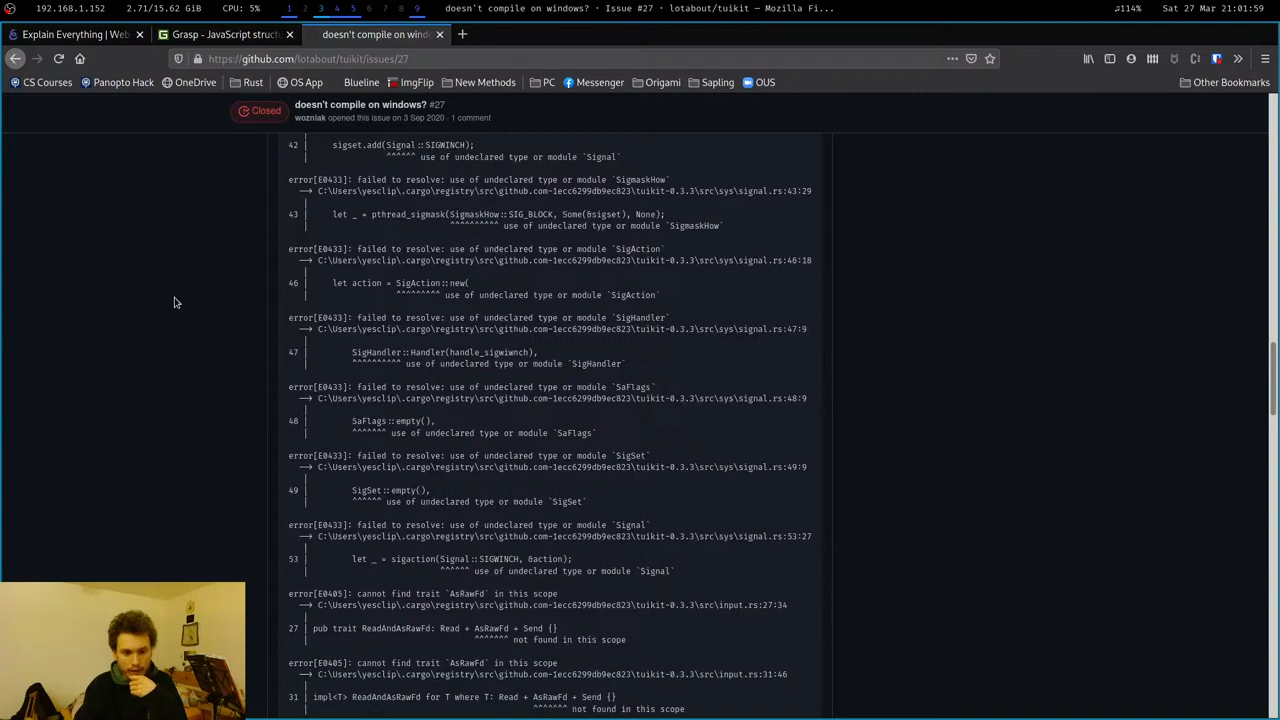 192.168.1.152 2.71/15.62 GiB CPU: 5% 1 2 3 4 5 6 7 8 9 doesn't compile on windows? · Issue #27 · lotabout/tuikit — Mozilla Fi... ♫114% Sat 27 Mar 21:01:59
Explain Everything | Web Grasp - JavaScript struct doesn't compile on windo
https://github.com/lotabout/tuikit/issues/27
CS Courses Panopto Hack OneDrive Rust OS App Blueline ImgFlip New Methods PC Messenger Origami Sapling OUS Other Bookmarks
Closed doesn't compile on windows? #27
wozniak opened this issue on 3 Sep 2020 · 1 comment
42 sigset.add(Signal::SIGWINCH);
^^^^^^ use of undeclared type or module `Signal`
error[E0433]: failed to resolve: use of undeclared type or module `SigmaskHow`
--> C:\Users\yesclip\.cargo\registry\src\github.com-1ecc6299db9ec823\tuikit-0.3.3\src\sys\signal.rs:43:29
|
43 | let _ = pthread_sigmask(SigmaskHow::SIG_BLOCK, Some(&sigset), None);
| ^^^^^^^^^^ use of undeclared type or module `SigmaskHow`
error[E0433]: failed to resolve: use of undeclared type or module `SigAction`
--> C:\Users\yesclip\.cargo\registry\src\github.com-1ecc6299db9ec823\tuikit-0.3.3\src\sys\signal.rs:46:18
|
46 | let action = SigAction::new(
| ^^^^^^^^^ use of undeclared type or module `SigAction`
error[E0433]: failed to resolve: use of undeclared type or module `SigHandler`
--> C:\Users\yesclip\.cargo\registry\src\github.com-1ecc6299db9ec823\tuikit-0.3.3\src\sys\signal.rs:47:9
|
47 | SigHandler::Handler(handle_sigwiwnch),
| ^^^^^^^^^^ use of undeclared type or module `SigHandler`
error[E0433]: failed to resolve: use of undeclared type or module `SaFlags`
--> C:\Users\yesclip\.cargo\registry\src\github.com-1ecc6299db9ec823\tuikit-0.3.3\src\sys\signal.rs:48:9
|
48 | SaFlags::empty(),
| ^^^^^^^ use of undeclared type or module `SaFlags`
error[E0433]: failed to resolve: use of undeclared type or module `SigSet`
--> C:\Users\yesclip\.cargo\registry\src\github.com-1ecc6299db9ec823\tuikit-0.3.3\src\sys\signal.rs:49:9
|
49 | SigSet::empty(),
| ^^^^^^ use of undeclared type or module `SigSet`
error[E0433]: failed to resolve: use of undeclared type or module `Signal`
--> C:\Users\yesclip\.cargo\registry\src\github.com-1ecc6299db9ec823\tuikit-0.3.3\src\sys\signal.rs:53:27
|
53 | let _ = sigaction(Signal::SIGWINCH, &action);
| ^^^^^^ use of undeclared type or module `Signal`
error[E0405]: cannot find trait `AsRawFd` in this scope
--> C:\Users\yesclip\.cargo\registry\src\github.com-1ecc6299db9ec823\tuikit-0.3.3\src\input.rs:27:34
|
27 | pub trait ReadAndAsRawFd: Read + AsRawFd + Send {}
| ^^^^^^^ not found in this scope
error[E0405]: cannot find trait `AsRawFd` in this scope
--> C:\Users\yesclip\.cargo\registry\src\github.com-1ecc6299db9ec823\tuikit-0.3.3\src\input.rs:31:46
|
31 | impl<T> ReadAndAsRawFd for T where T: Read + AsRawFd + Send {}
| ^^^^^^^ not found in this scope